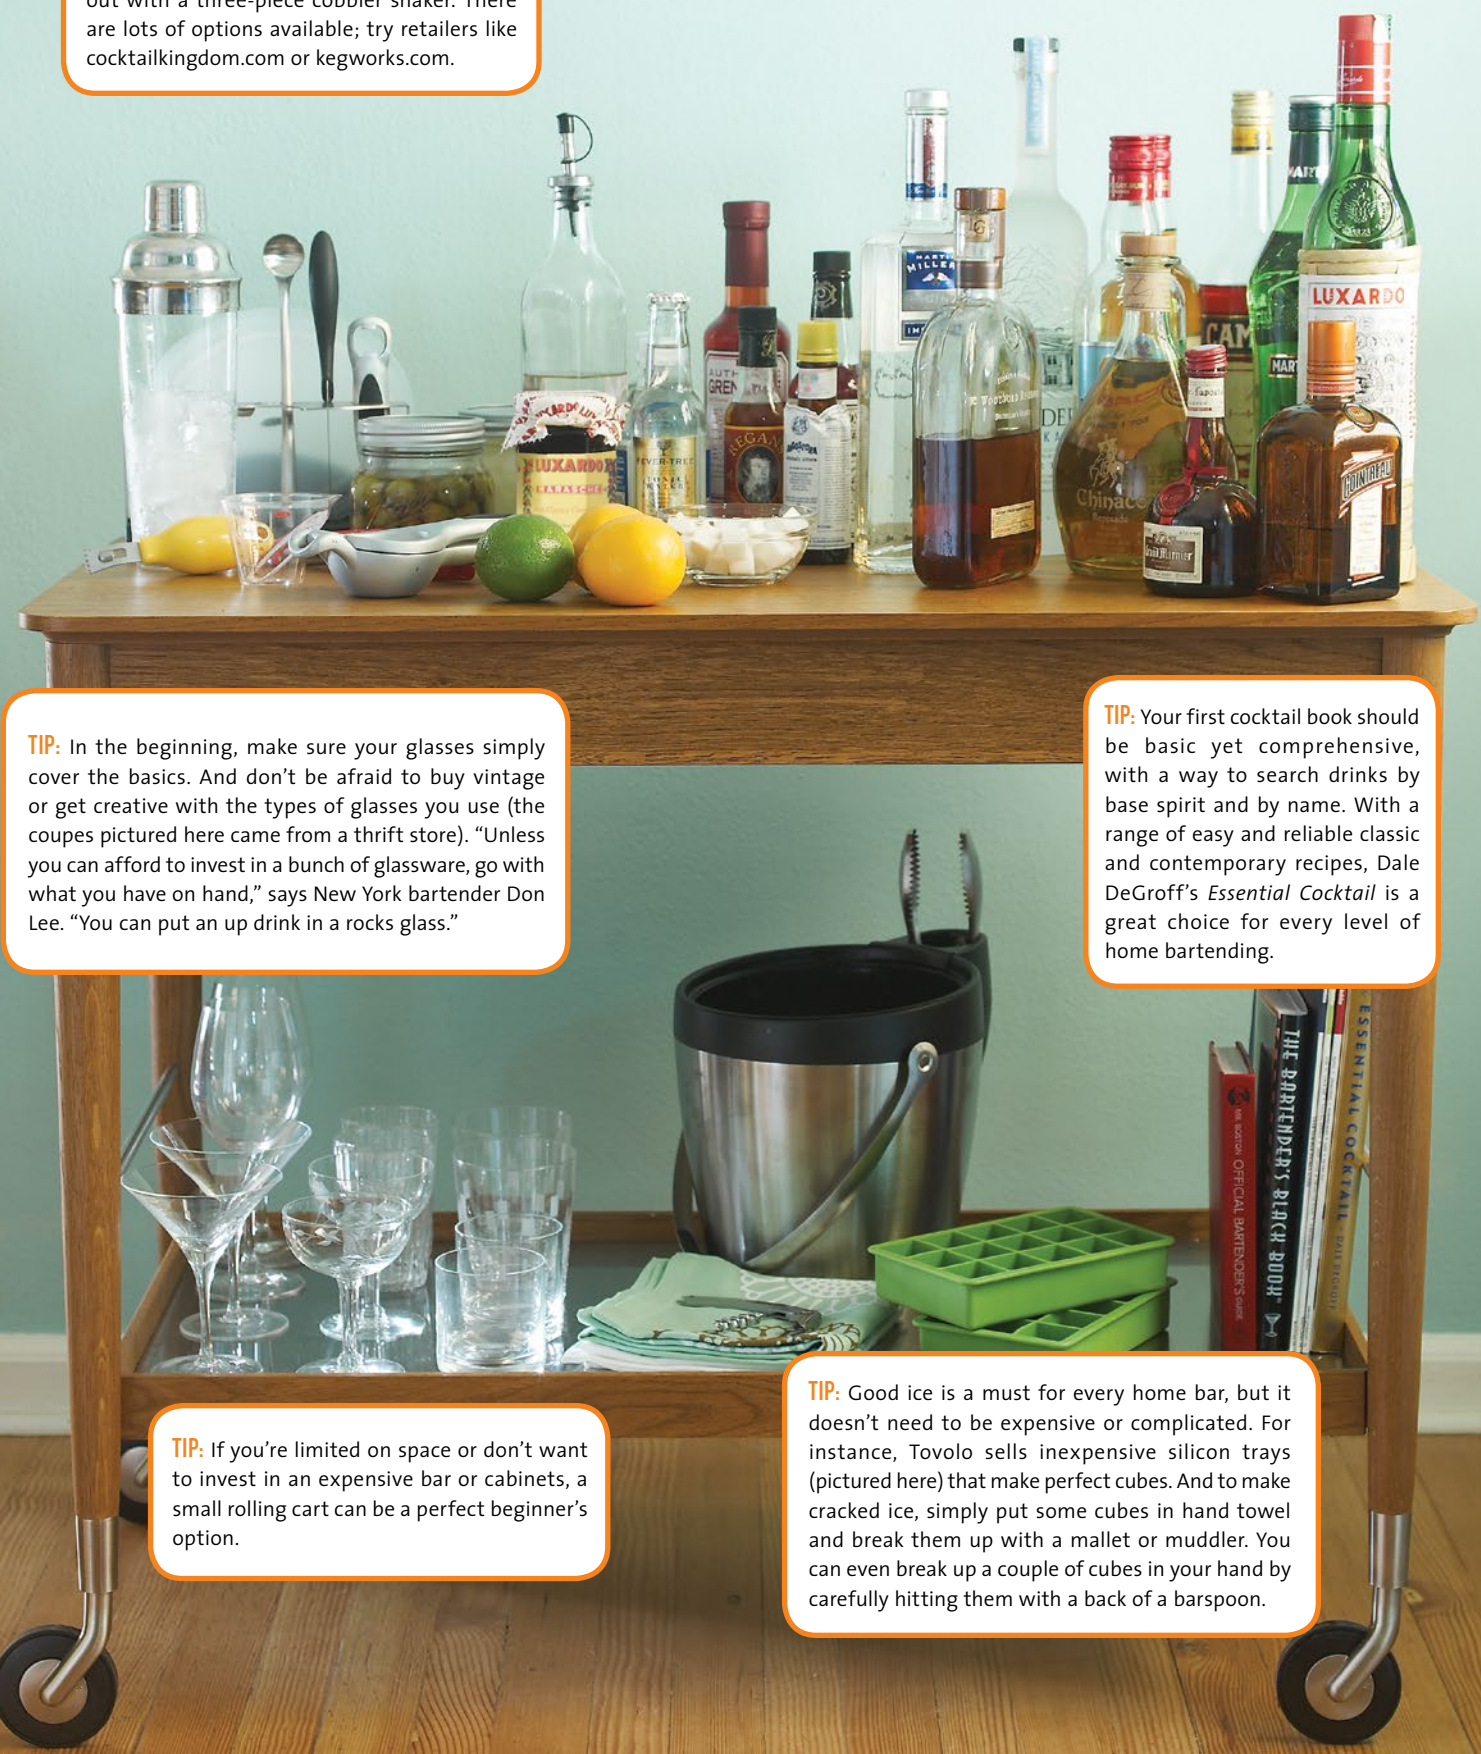 out with a three-piece cobbler shaker. There
are lots of options available; try retailers like
cocktailkingdom.com or kegworks.com.
MARTIN
MILLER
GIN
LUXARDO
CAM
MAR
AUTH
GREN
LUXARDO
FEVER-TREE
REGAN
Chinaco
Grand Marnier
COINTREAU
TIP: In the beginning, make sure your glasses simply
cover the basics. And don’t be afraid to buy vintage
or get creative with the types of glasses you use (the
coupes pictured here came from a thrift store). “Unless
you can afford to invest in a bunch of glassware, go with
what you have on hand,” says New York bartender Don
Lee. “You can put an up drink in a rocks glass.”
TIP: Your first cocktail book should
be basic yet comprehensive,
with a way to search drinks by
base spirit and by name. With a
range of easy and reliable classic
and contemporary recipes, Dale
DeGroff’s Essential Cocktail is a
great choice for every level of
home bartending.
MR. BOSTON OFFICIAL BARTENDER'S GUIDE
THE BARTENDER'S BLACK BOOK
ESSENTIAL COCKTAIL DALE DEGROFF
TIP: If you’re limited on space or don’t want
to invest in an expensive bar or cabinets, a
small rolling cart can be a perfect beginner’s
option.
TIP: Good ice is a must for every home bar, but it
doesn’t need to be expensive or complicated. For
instance, Tovolo sells inexpensive silicon trays
(pictured here) that make perfect cubes. And to make
cracked ice, simply put some cubes in hand towel
and break them up with a mallet or muddler. You
can even break up a couple of cubes in your hand by
carefully hitting them with a back of a barspoon.